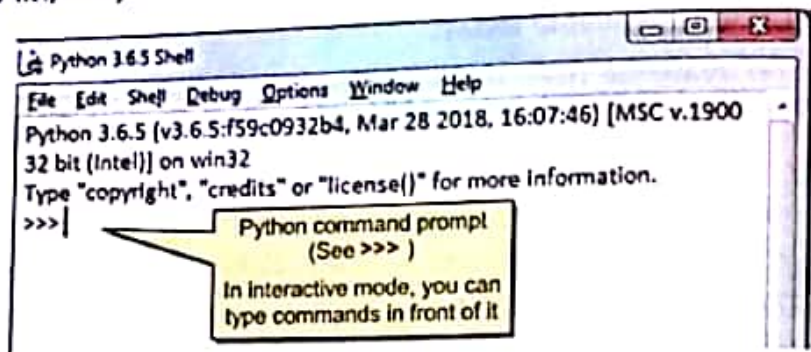 Python 3.6.5 Shell
File Edit Shell Debug Options Window Help
Python 3.6.5 (v3.6.5:f59c0932b4, Mar 28 2018, 16:07:46) [MSC v.1900
32 bit (Intel)] on win32
Type "copyright", "credits" or "license()" for more information.
>>>
Python command prompt
(See >>> )
In interactive mode, you can
type commands in front of it